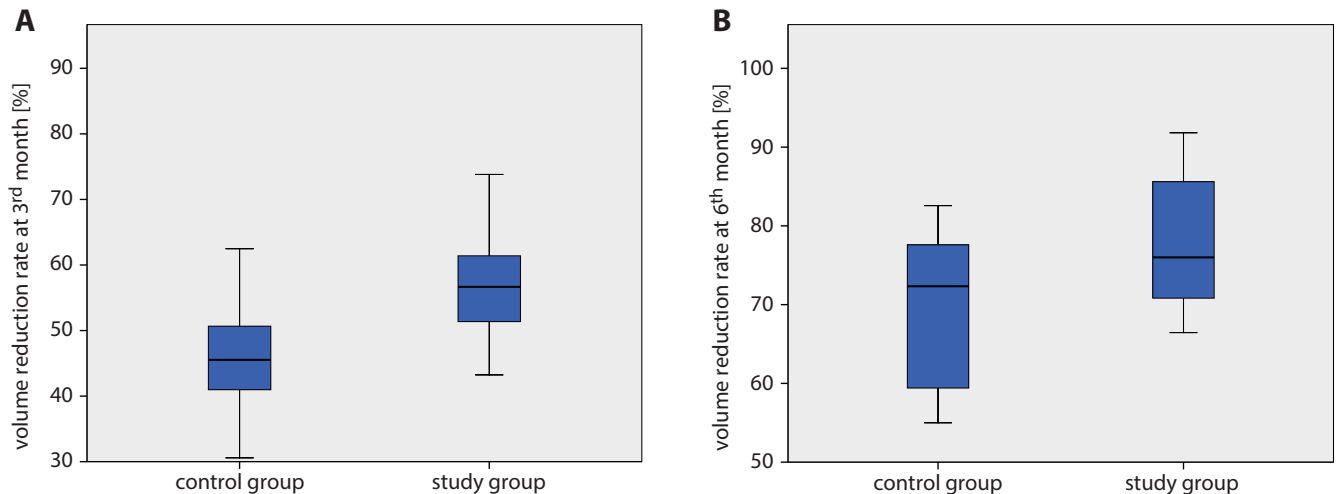 A
volume reduction rate at 3rd month [%]
90
80
70
60
50
40
30
control group
study group
B
volume reduction rate at 6th month [%]
100
90
80
70
60
50
control group
study group